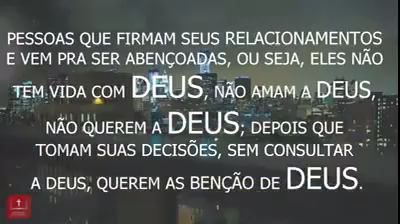 PESSOAS QUE FIRMAM SEUS RELACIONAMENTOS
E VEM PRA SER ABENÇOADAS, OU SEJA, ELES NÃO
TÊM VIDA COM DEUS, NÃO AMAM A DEUS,
NÃO QUEREM A DEUS; DEPOIS QUE
TOMAM SUAS DECISÕES, SEM CONSULTAR
A DEUS, QUEREM AS BENÇÃO DE DEUS.